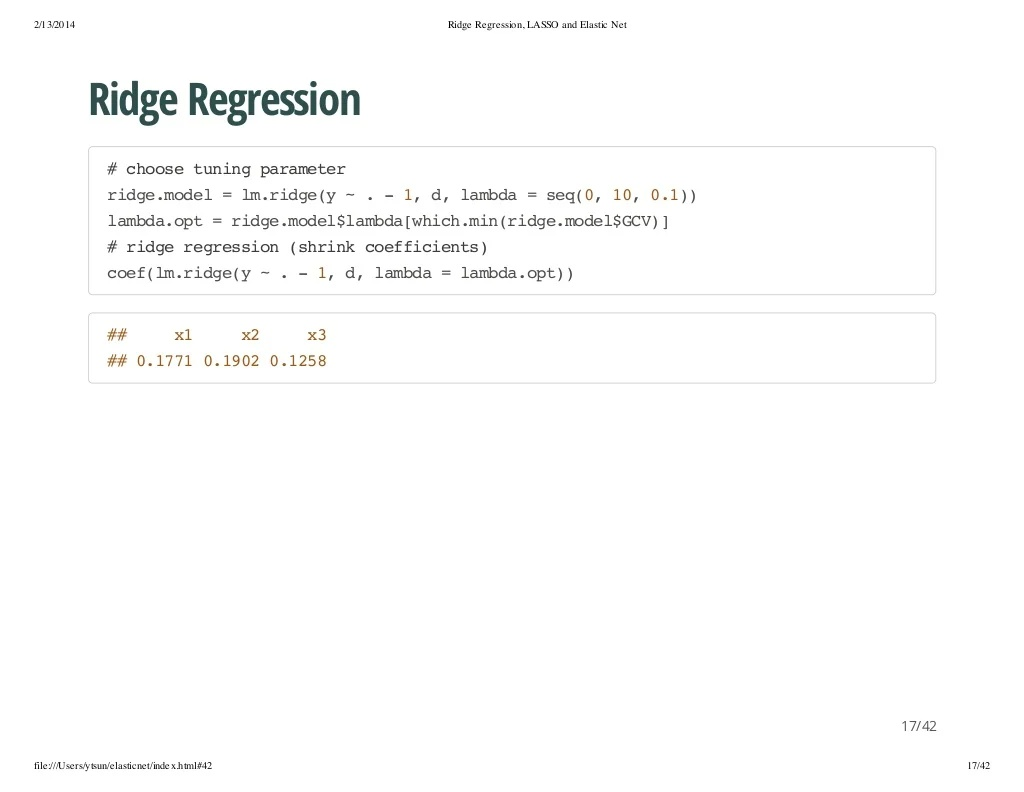 2/13/2014 Ridge Regression, LASSO and Elastic Net
Ridge Regression
# choose tuning parameter
ridge.model = lm.ridge(y ~ . - 1, d, lambda = seq(0, 10, 0.1))
lambda.opt = ridge.model$lambda[which.min(ridge.model$GCV)]
# ridge regression (shrink coefficients)
coef(lm.ridge(y ~ . - 1, d, lambda = lambda.opt))
##     x1     x2     x3
## 0.1771 0.1902 0.1258
17/42
file:///Users/ytsun/elasticnet/index.html#42 17/42